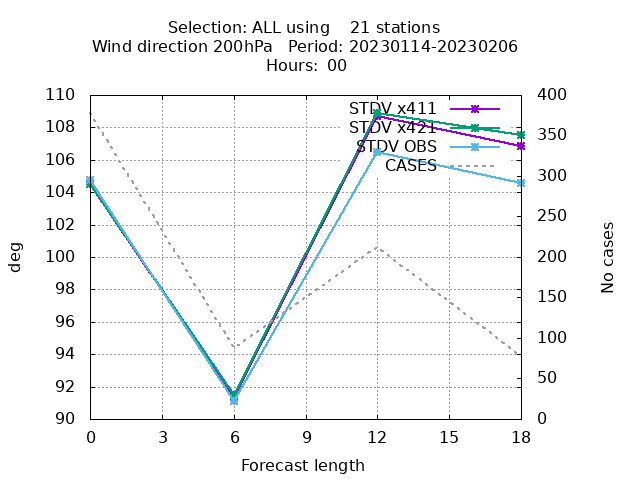 Selection: ALL using    21 stations
Wind direction 200hPa   Period: 20230114-20230206
Hours: 00
STDV x411
STDV x421
STDV OBS
CASES
110
108
106
104
102
100
98
96
94
92
90
400
350
300
250
200
150
100
50
0
deg
No cases
0 3 6 9 12 15 18
Forecast length